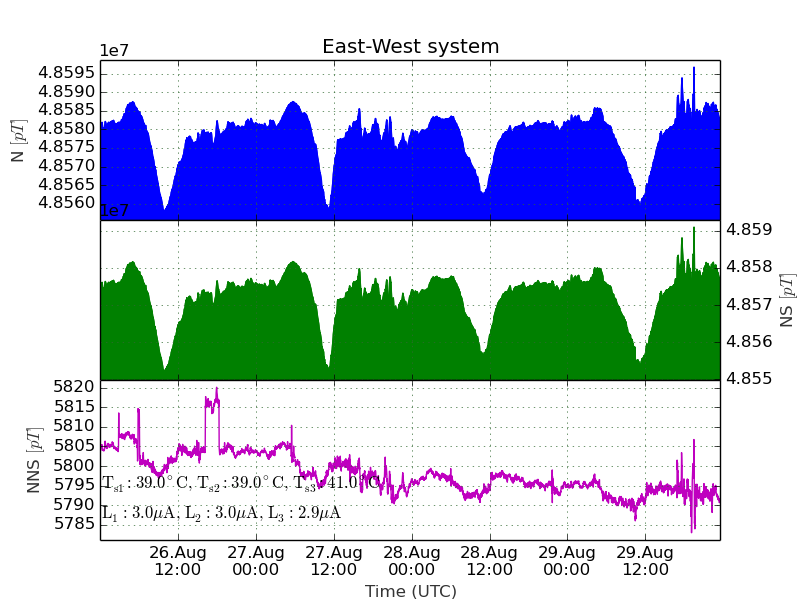 East-West system
1e7
4.8595
4.8590
4.8585
4.8580
4.8575
4.8570
4.8565
4.8560
N [pT]
1e7
4.859
4.858
4.857
4.856
4.855
NS [pT]
5820
5815
5810
5805
5800
5795
5790
5785
NNS [pT]
T_s1 : 39.0°C, T_s2 : 39.0°C, T_s3 : 41.0°C
L_1 : 3.0μA, L_2 : 3.0μA, L_3 : 2.9μA
26.Aug 12:00
27.Aug 00:00
27.Aug 12:00
28.Aug 00:00
28.Aug 12:00
29.Aug 00:00
29.Aug 12:00
Time (UTC)